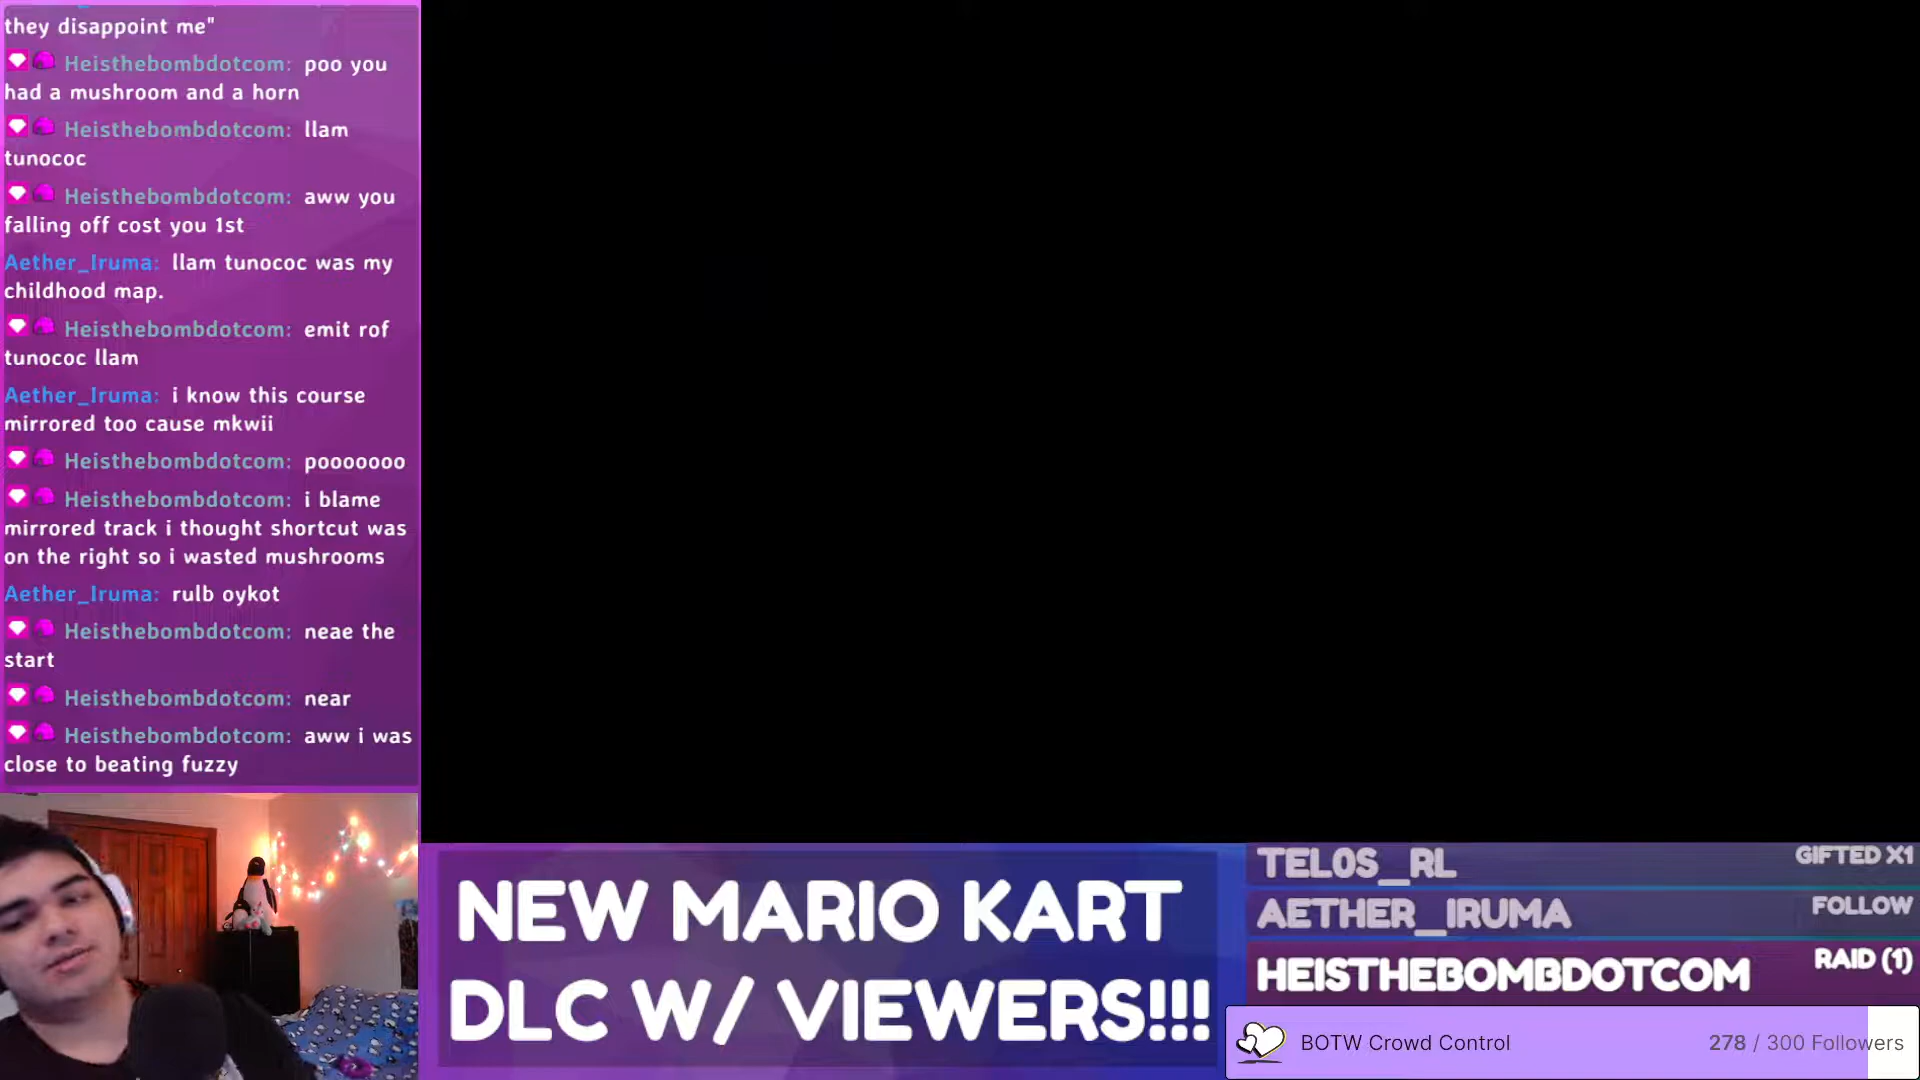 they disappoint me"
Heisthebombdotcom: poo you
had a mushroom and a horn
Heisthebombdotcom: llam
tunococ
Heisthebombdotcom: aww you
falling off cost you 1st
Aether_Iruma: llam tunococ was my
childhood map.
Heisthebombdotcom: emit rof
tunococ llam
Aether_Iruma: i know this course
mirrored too cause mkwii
Heisthebombdotcom: pooooooo
Heisthebombdotcom: i blame
mirrored track i thought shortcut was
on the right so i wasted mushrooms
Aether_Iruma: rulb oykot
Heisthebombdotcom: neae the
start
Heisthebombdotcom: near
Heisthebombdotcom: aww i was
close to beating fuzzy
NEW MARIO KART
DLC W/ VIEWERS!!!
TEL0S_RL GIFTED X1
AETHER_IRUMA FOLLOW
HEISTHEBOMBDOTCOM RAID (1)
BOTW Crowd Control 278 / 300 Followers